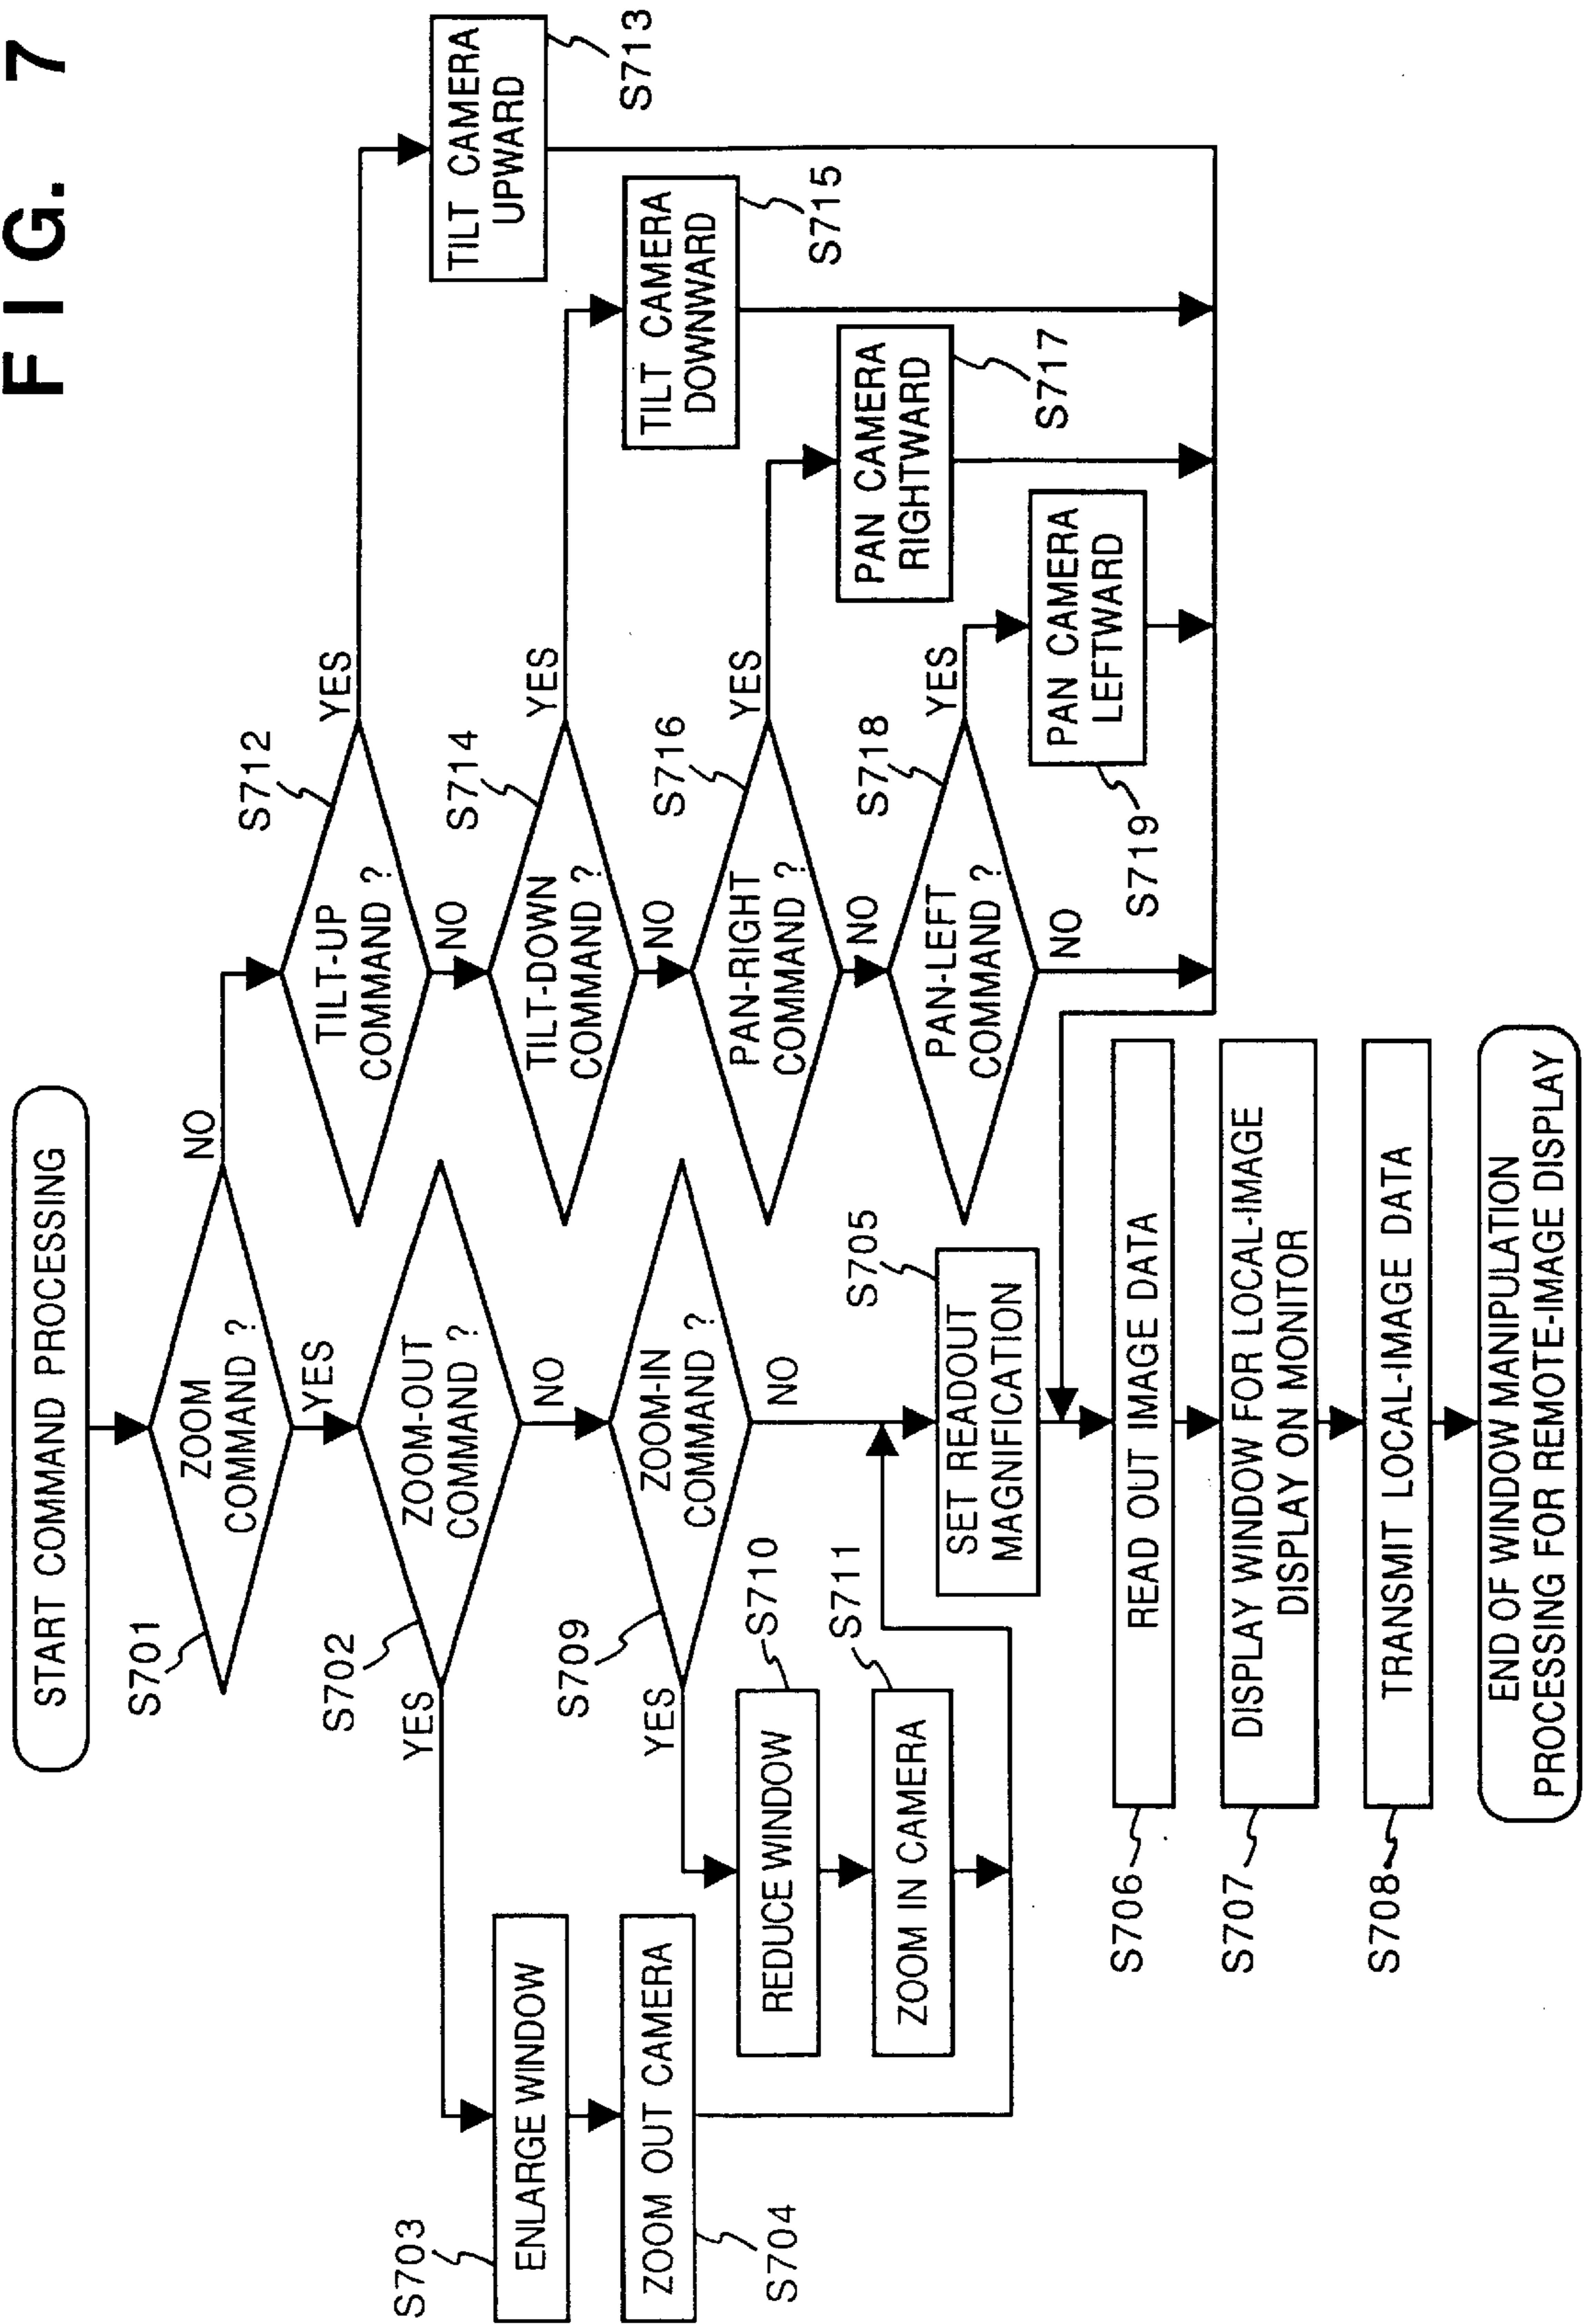 FIG. 7
START COMMAND PROCESSING
S701
ZOOM
COMMAND ?
NO
YES
S702
ZOOM-OUT
COMMAND ?
YES
NO
S703
ENLARGE WINDOW
ZOOM OUT CAMERA
S704
S709
ZOOM-IN
COMMAND ?
YES
NO
REDUCE WINDOW
S710
ZOOM IN CAMERA
S711
S705
SET READOUT
MAGNIFICATION
S712
TILT-UP
COMMAND ?
YES
NO
TILT CAMERA
UPWARD
S713
S714
TILT-DOWN
COMMAND ?
YES
NO
TILT CAMERA
DOWNWARD
S715
S716
PAN-RIGHT
COMMAND ?
YES
NO
PAN CAMERA
RIGHTWARD
S717
S718
PAN-LEFT
COMMAND ?
YES
NO
PAN CAMERA
LEFTWARD
S719
S706
READ OUT IMAGE DATA
S707
DISPLAY WINDOW FOR LOCAL-IMAGE
DISPLAY ON MONITOR
S708
TRANSMIT LOCAL-IMAGE DATA
END OF WINDOW MANIPULATION
PROCESSING FOR REMOTE-IMAGE DISPLAY